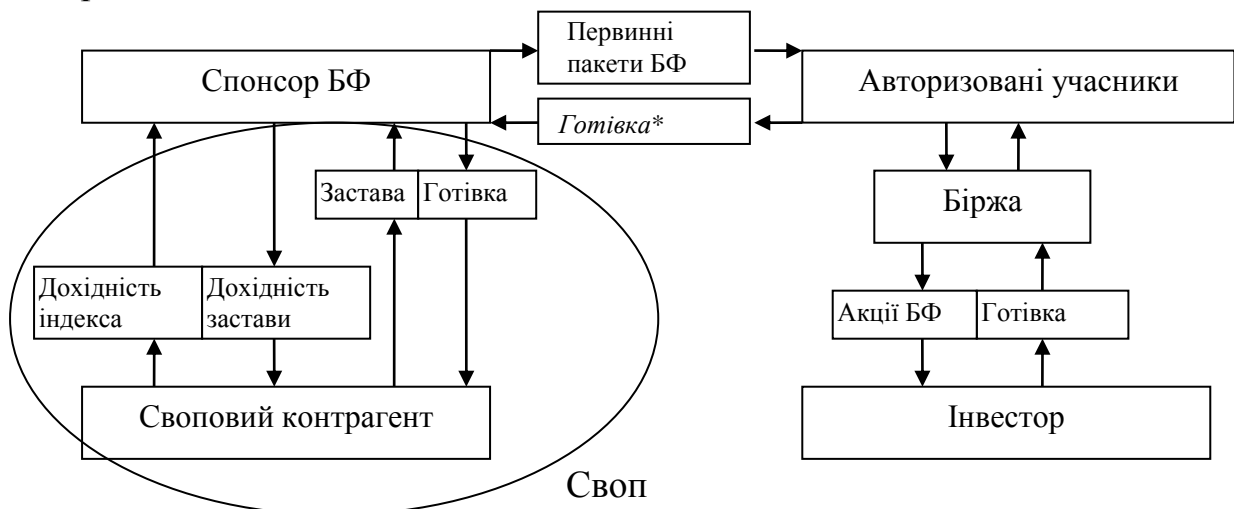 Первинні
пакети БФ
Спонсор БФ
Авторизовані учасники
Готівка*
Застава
Готівка
Біржа
Дохідність
індекса
Дохідність
застави
Акції БФ
Готівка
Своповий контрагент
Інвестор
Своп